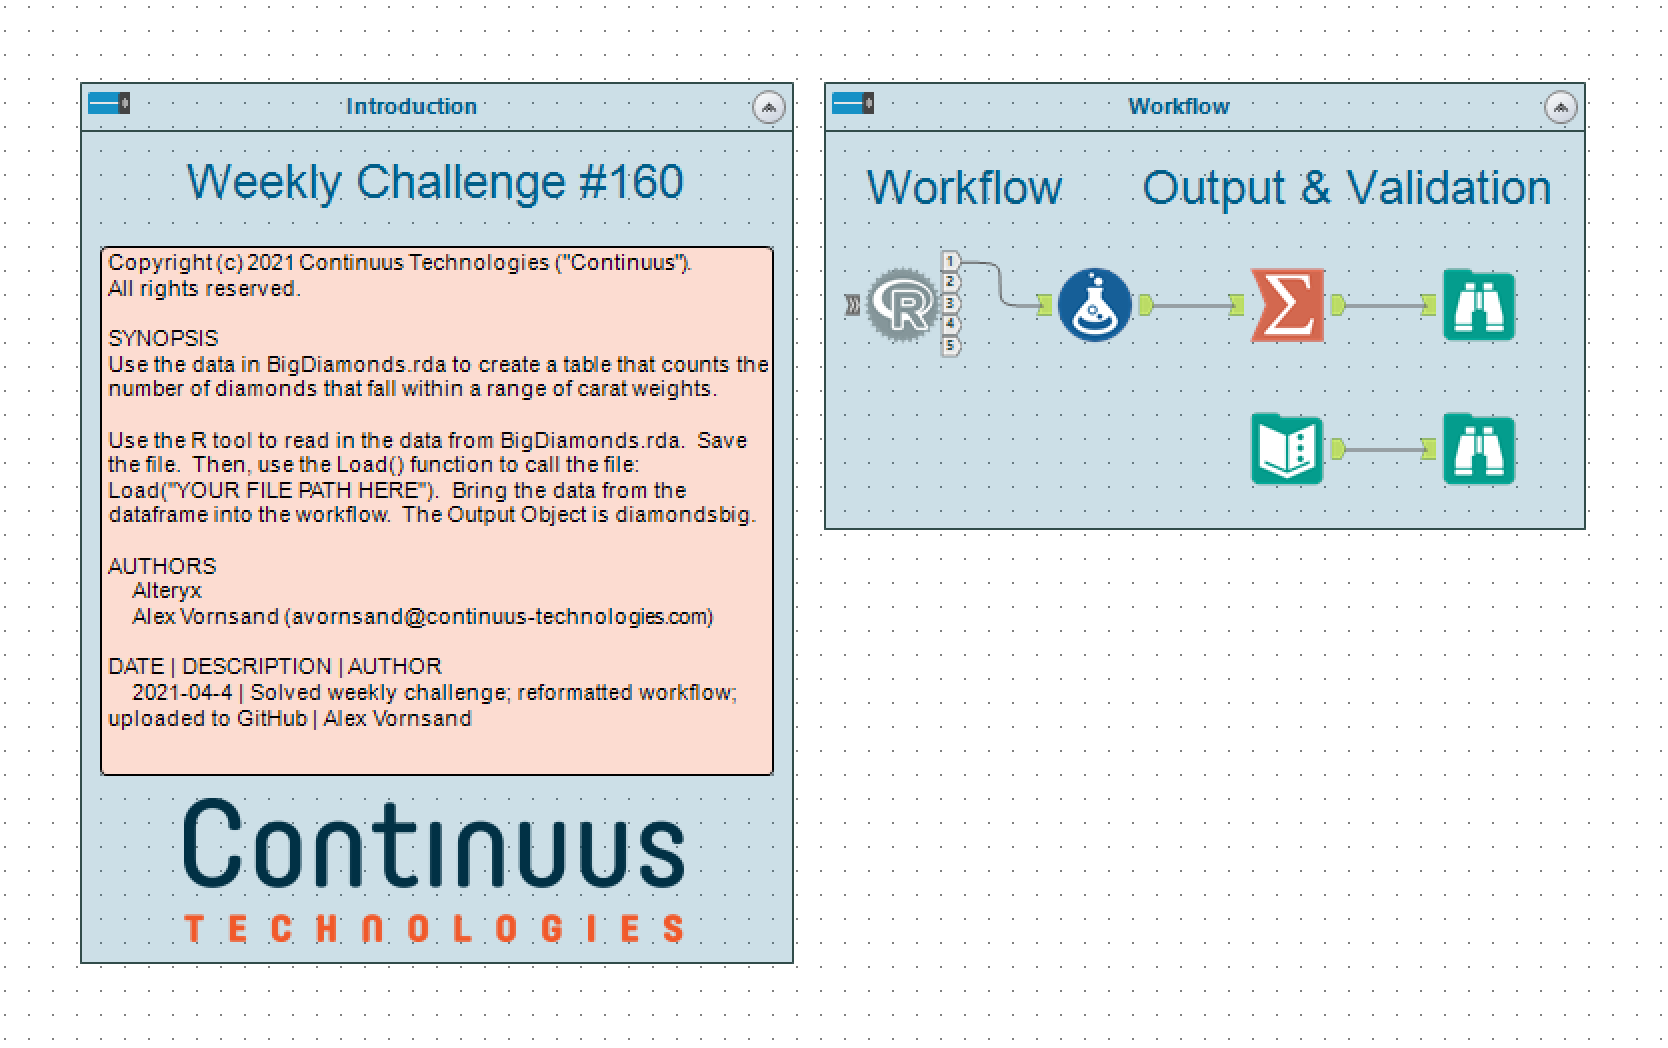 Introduction
Weekly Challenge #160
Copyright (c) 2021 Continuus Technologies ("Continuus").
All rights reserved.
SYNOPSIS
Use the data in BigDiamonds.rda to create a table that counts the
number of diamonds that fall within a range of carat weights.
Use the R tool to read in the data from BigDiamonds.rda.  Save
the file.  Then, use the Load() function to call the file:
Load("YOUR FILE PATH HERE").  Bring the data from the
dataframe into the workflow.  The Output Object is diamondsbig.
AUTHORS
Alteryx
Alex Vornsand (avornsand@continuus-technologies.com)
DATE | DESCRIPTION | AUTHOR
2021-04-4 | Solved weekly challenge; reformatted workflow;
uploaded to GitHub | Alex Vornsand
Continuus
TECHNOLOGIES
Workflow
Workflow
Output & Validation
R
1
2
3
4
5
Σ